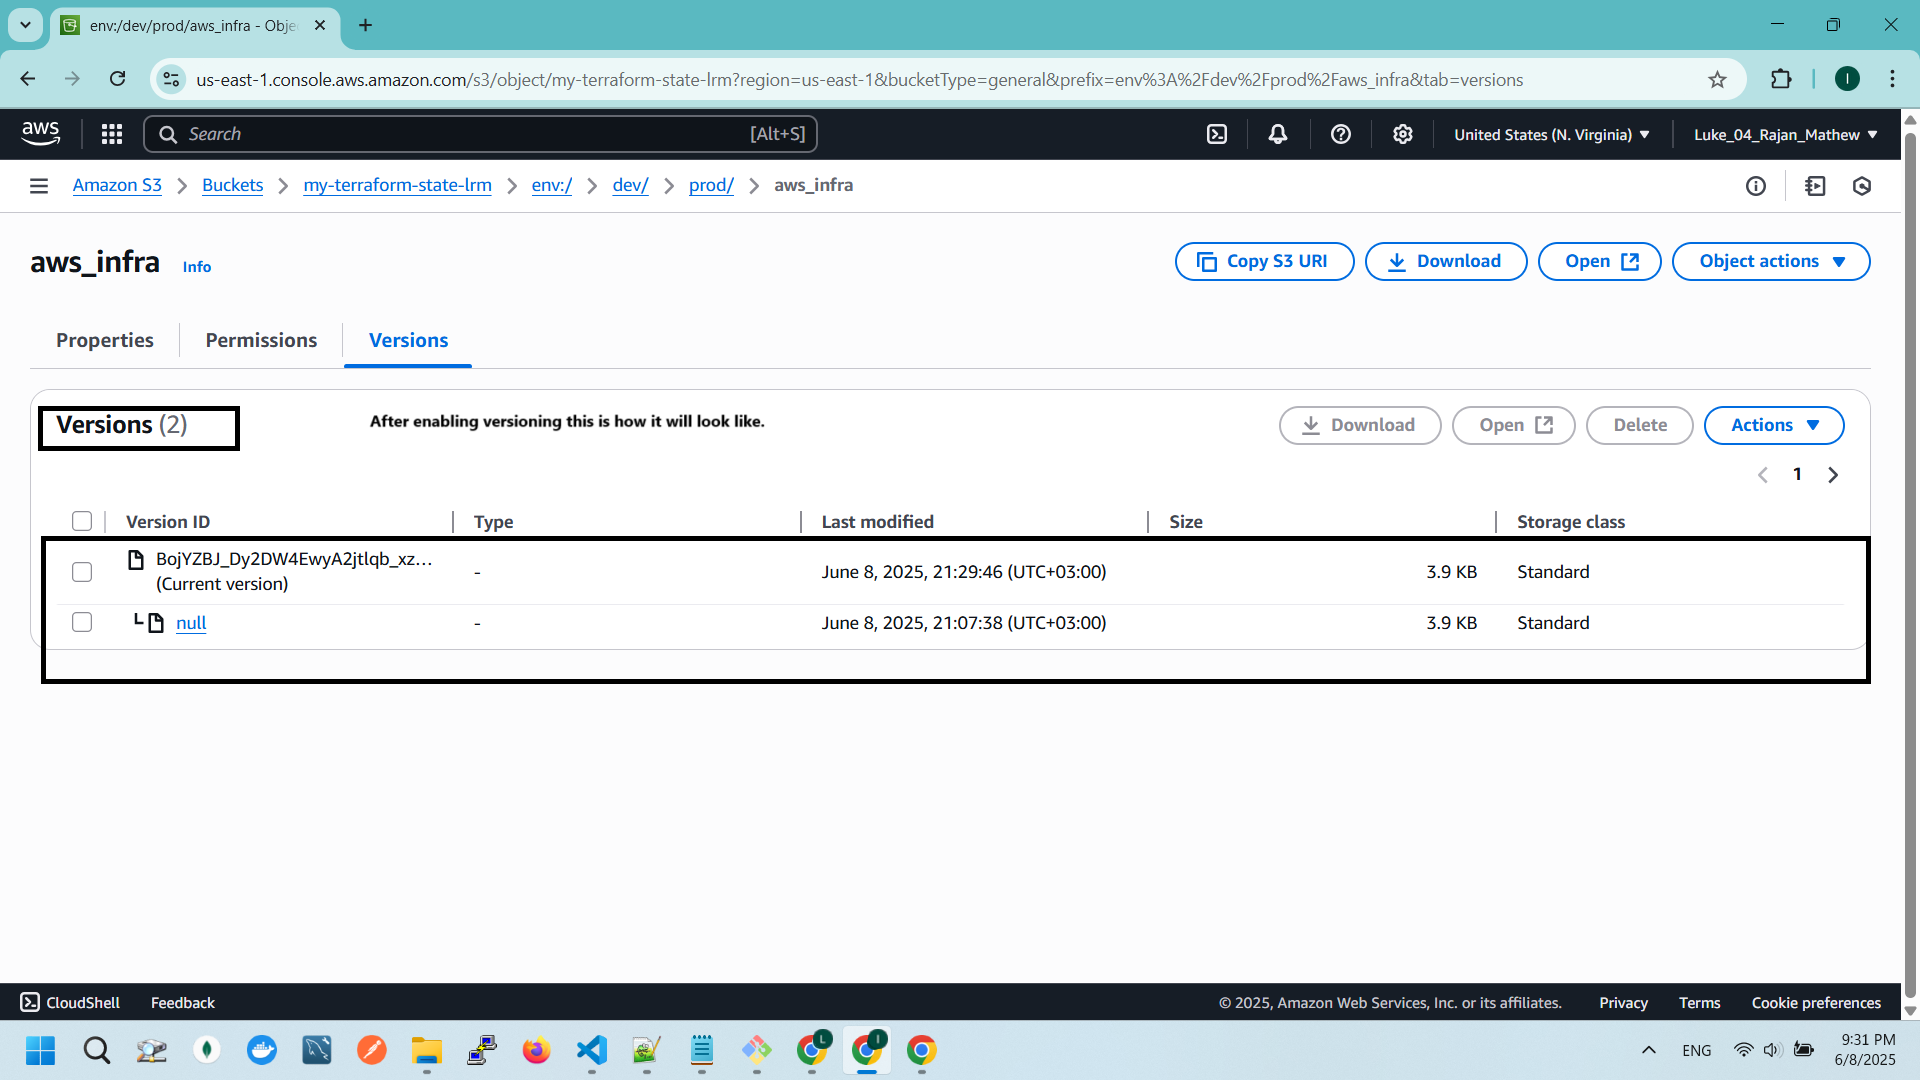 env:/dev/prod/aws_infra - Obje
us-east-1.console.aws.amazon.com/s3/object/my-terraform-state-lrm?region=us-east-1&bucketType=general&prefix=env%3A%2Fdev%2Fprod%2Faws_infra&tab=versions
I
aws
Search
[Alt+S]
United States (N. Virginia)
Luke_04_Rajan_Mathew
Amazon S3 > Buckets > my-terraform-state-lrm > env:/ > dev/ > prod/ > aws_infra
aws_infra
Info
Copy S3 URI
Download
Open
Object actions
Properties
Permissions
Versions
Versions (2)
After enabling versioning this is how it will look like.
Download
Open
Delete
Actions
1
Version ID
Type
Last modified
Size
Storage class
BojYZBJ_Dy2DW4EwyA2jtlqb_xz...
(Current version)
-
June 8, 2025, 21:29:46 (UTC+03:00)
3.9 KB
Standard
null
-
June 8, 2025, 21:07:38 (UTC+03:00)
3.9 KB
Standard
CloudShell
Feedback
© 2025, Amazon Web Services, Inc. or its affiliates.
Privacy
Terms
Cookie preferences
L
I
ENG
9:31 PM
6/8/2025